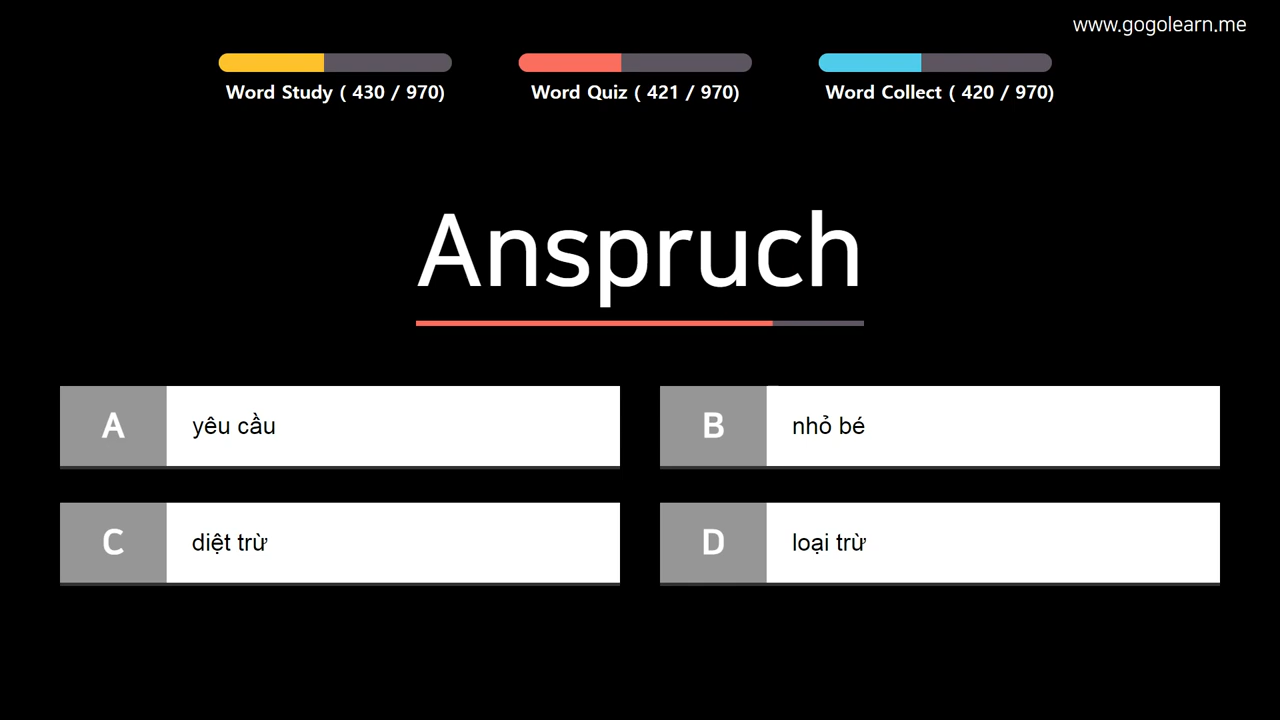 www.gogolearn.me
Word Study ( 430 / 970)
Word Quiz ( 421 / 970)
Word Collect ( 420 / 970)
Anspruch
A yêu cầu
B nhỏ bé
C diệt trừ
D loại trừ